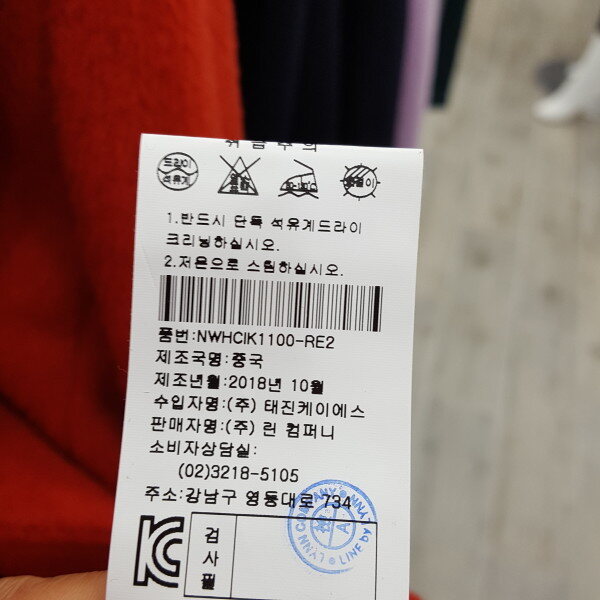 취급주의
드라이
석유계
1.반드시 단독 석유계드라이
크리닝하십시오.
2.저온으로 스팀하십시오.
품번:NWHCIK1100-RE2
제조국명:중국
제조년월:2018년 10월
수입자명:(주) 태진케이에스
판매자명:(주) 린 컴퍼니
소비자상담실:
(02)3218-5105
주소:강남구 영동대로 734
검
사
필